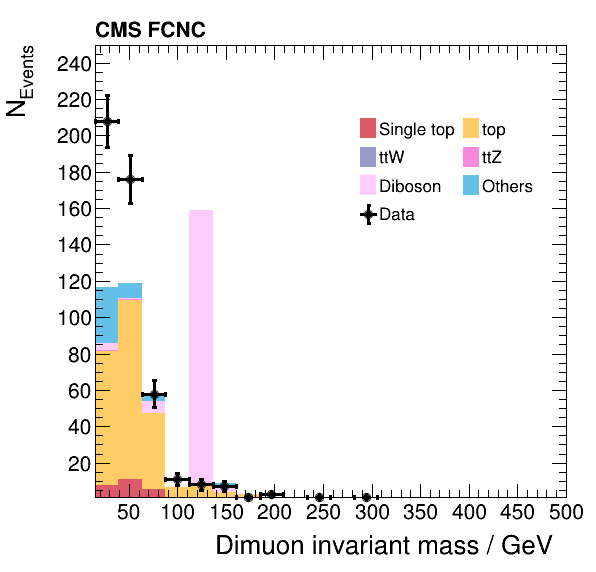 CMS FCNC
N_Events
240
220
200
180
160
140
120
100
80
60
40
20
Single top
top
ttW
ttZ
Diboson
Others
Data
50 100 150 200 250 300 350 400 450 500
Dimuon invariant mass / GeV